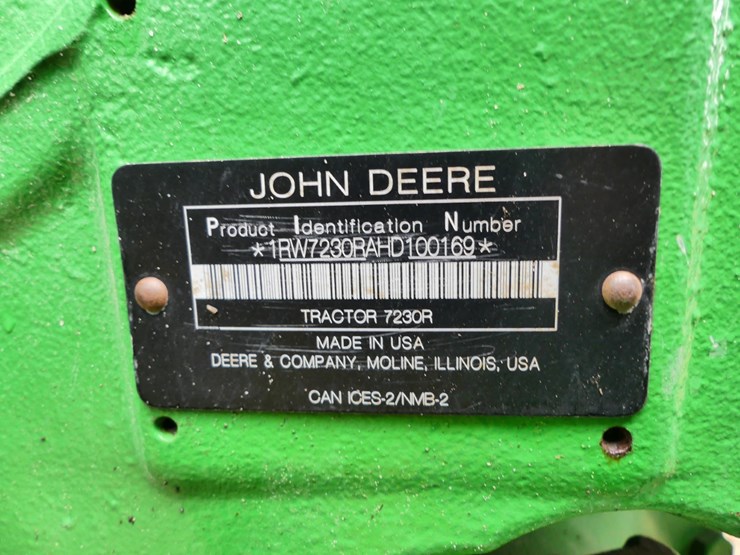 JOHN DEERE
Product Identification Number
*1RW7230RAHD100169*
TRACTOR 7230R
MADE IN USA
DEERE & COMPANY, MOLINE, ILLINOIS, USA
CAN ICES-2/NMB-2